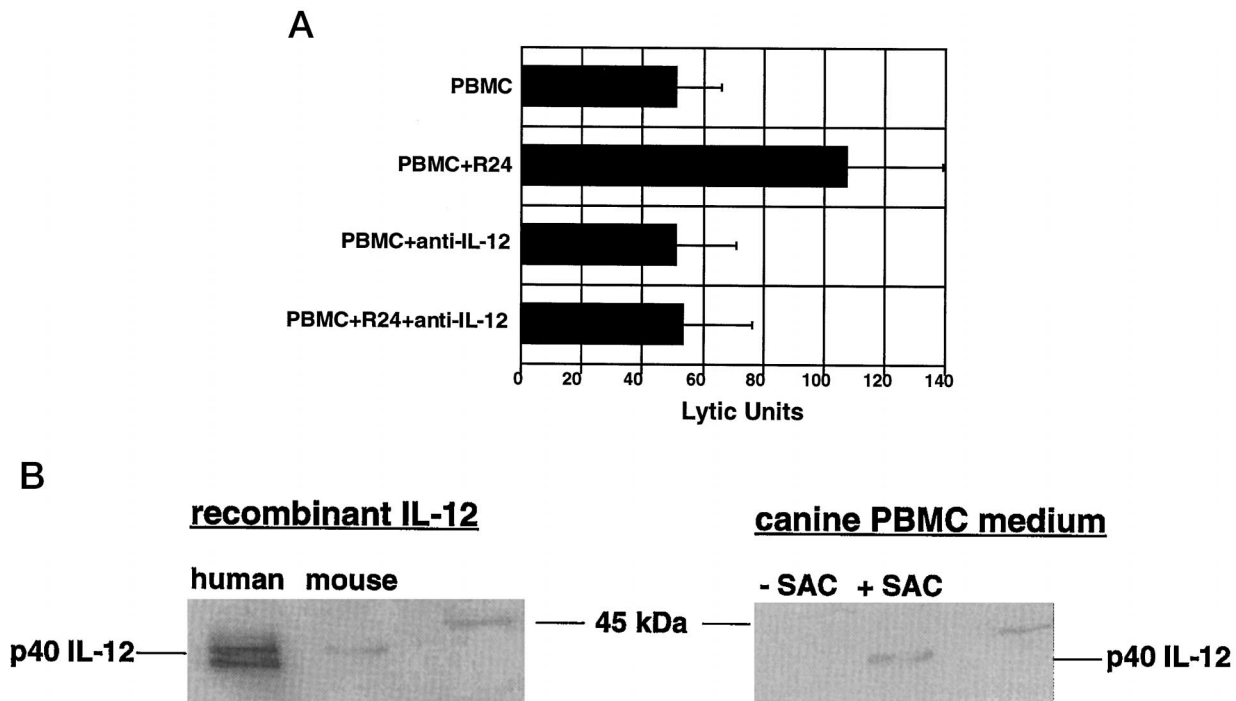 A
PBMC
PBMC+R24
PBMC+anti-IL-12
PBMC+R24+anti-IL-12
0 20 40 60 80 100 120 140
Lytic Units
B
recombinant IL-12
canine PBMC medium
human mouse
- SAC + SAC
45 kDa
p40 IL-12
p40 IL-12